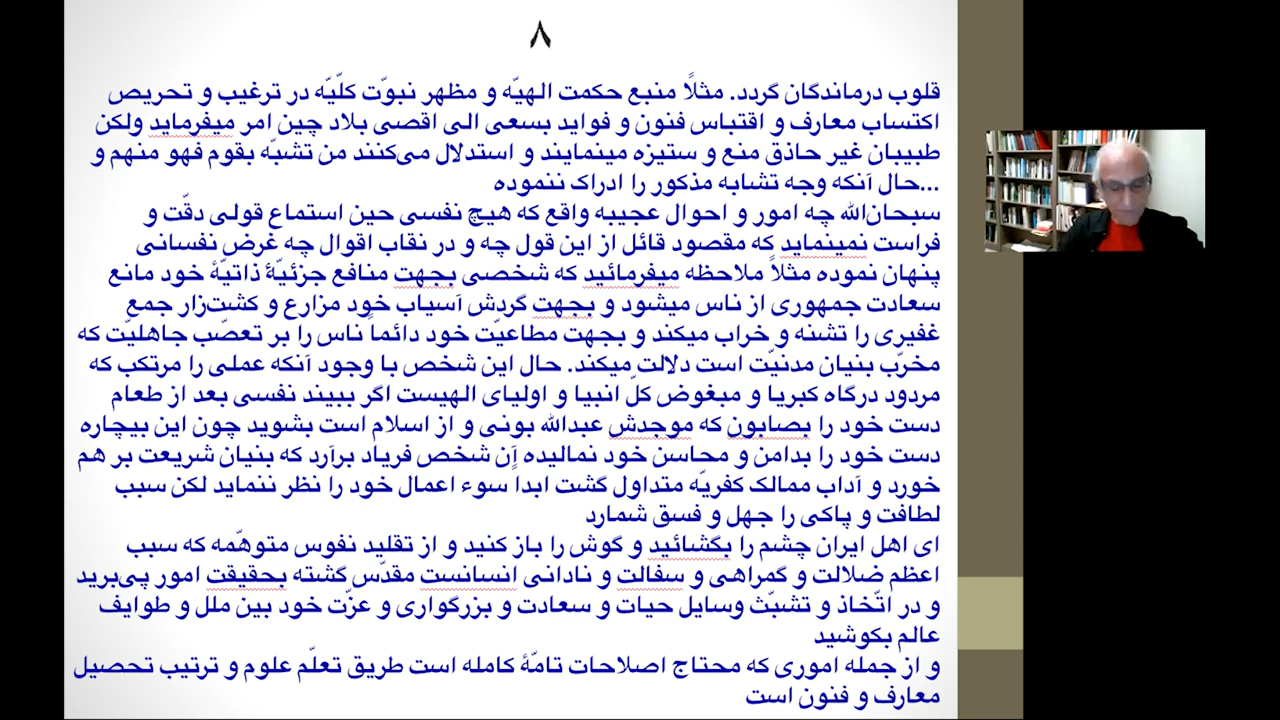 ۸
قلوب درماندگان گردد. مثلاً منبع حکمت الهیّه و مظهر نبوّت کلّیّه در ترغیب و تحریص
اکتساب معارف و اقتباس فنون و فواید بسعی الی اقصی بلاد چین امر میفرماید ولکن
طبیبان غیر حاذق منع و ستیزه مینمایند و استدلال می‌کنند من تشبّه بقوم فهو منهم و
...حال آنکه وجه تشابه مذکور را ادراک ننموده
سبحان‌الله چه امور و احوال عجیبه واقع که هیچ نفسی حین استماع قولی دقّت و
فراست نمینماید که مقصود قائل از این قول چه و در نقاب اقوال چه غرض نفسانی
پنهان نموده مثلاً ملاحظه میفرمائید که شخصی بجهت منافع جزئیّهٔ ذاتیّهٔ خود مانع
سعادت جمهوری از ناس میشود و بجهت گردش آسیاب خود مزارع و کشت‌زار جمع
غفیری را تشنه و خراب میکند و بجهت مطاعیّت خود دائماً ناس را بر تعصّب جاهلیّت که
مخرّب بنیان مدنیّت است دلالت میکند. حال این شخص با وجود آنکه عملی را مرتکب که
مردود درگاه کبریا و مبغوض کلّ انبیا و اولیای الهیست اگر ببیند نفسی بعد از طعام
دست خود را بصابون که موجدش عبدالله بونی و از اسلام است بشوید چون این بیچاره
دست خود را بدامن و محاسن خود نمالیده آن شخص فریاد برآرد که بنیان شریعت بر هم
خورد و آداب ممالک کفریّه متداول گشت ابدا سوء اعمال خود را نظر ننماید لکن سبب
لطافت و پاکی را جهل و فسق شمارد
ای اهل ایران چشم را بگشائید و گوش را باز کنید و از تقلید نفوس متوهّمه که سبب
اعظم ضلالت و گمراهی و سفالت و نادانی انسانست مقدّس گشته بحقیقت امور پی‌برید
و در اتّخاذ و تشبّث وسایل حیات و سعادت و بزرگواری و عزّت خود بین ملل و طوایف
عالم بکوشید
و از جمله اموری که محتاج اصلاحات تامّهٔ کامله است طریق تعلّم علوم و ترتیب تحصیل
معارف و فنون است